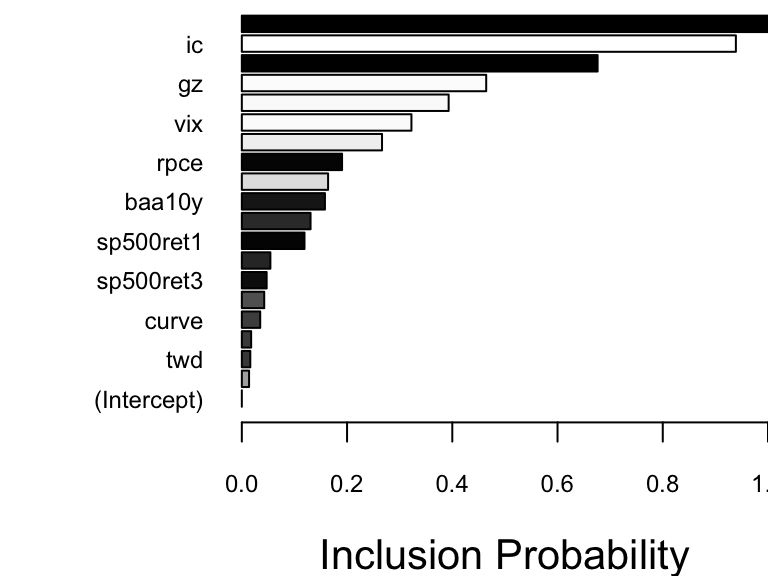 ic
gz
vix
rpce
baa10y
sp500ret1
sp500ret3
curve
twd
(Intercept)
0.0 0.2 0.4 0.6 0.8 1.
Inclusion Probability